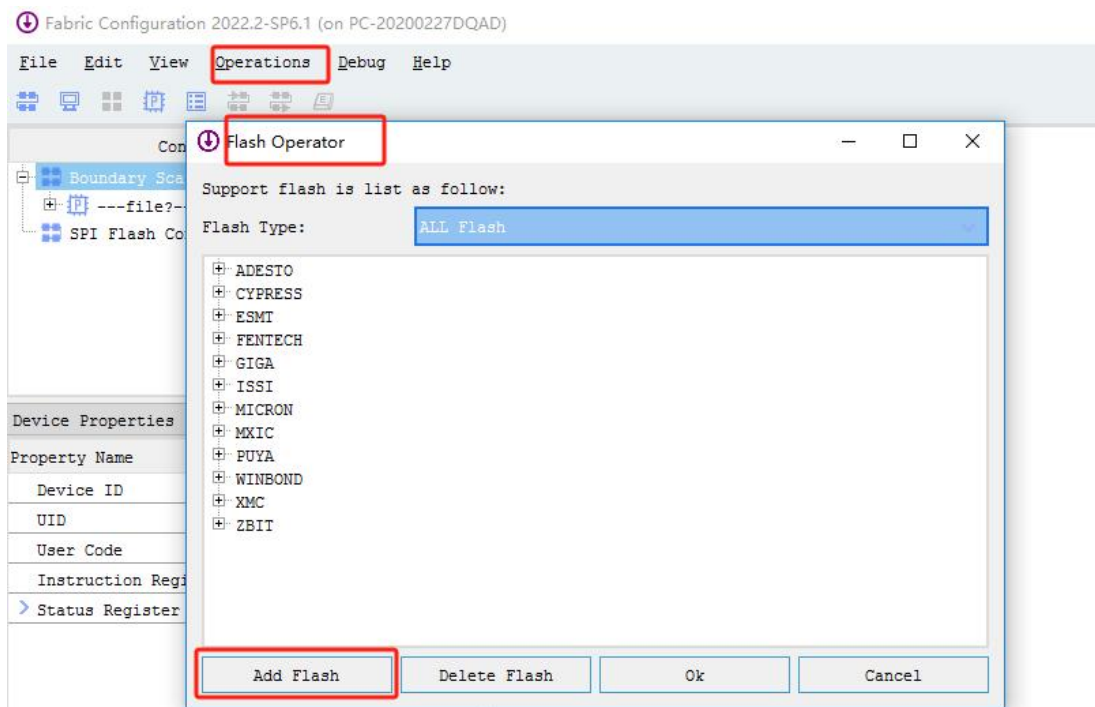 Fabric Configuration 2022.2-SP6.1 (on PC-20200227DQAD)
File Edit View Operations Debug Help
Con
Flash Operator
Boundary Sca
---file?--
SPI Flash Co
Support flash is list as follow:
Flash Type: ALL Flash
ADESTO
CYPRESS
ESMT
FENTECH
GIGA
ISSI
MICRON
MXIC
PUYA
WINBOND
XMC
ZBIT
Device Properties
Property Name
Device ID
UID
User Code
Instruction Regi
Status Register
Add Flash Delete Flash Ok Cancel